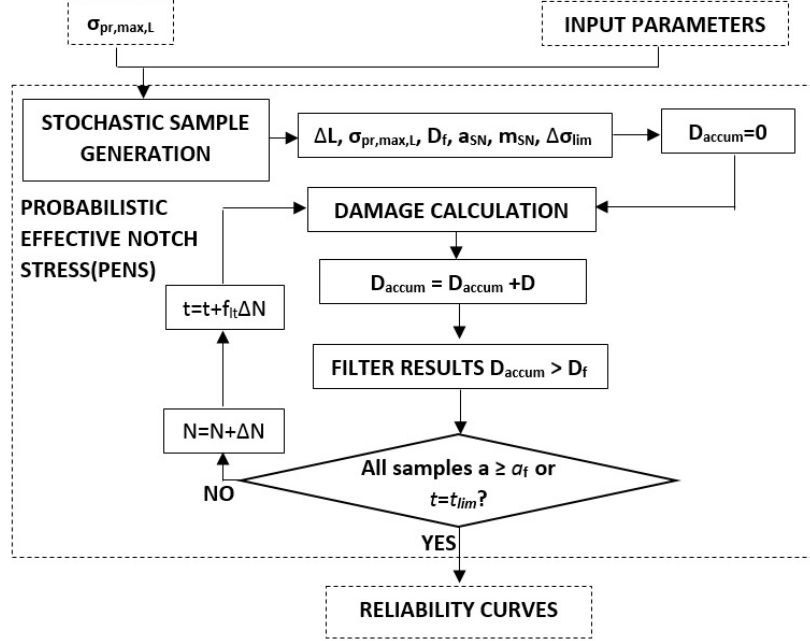 σpr,max,L
INPUT PARAMETERS
STOCHASTIC SAMPLE
GENERATION
ΔL, σpr,max,L, Df, aSN, mSN, Δσlim
Daccum=0
PROBABILISTIC
EFFECTIVE NOTCH
STRESS(PENS)
DAMAGE CALCULATION
Daccum = Daccum +D
t=t+fltΔN
FILTER RESULTS Daccum > Df
N=N+ΔN
All samples a ≥ af or
t=tlim?
NO
YES
RELIABILITY CURVES